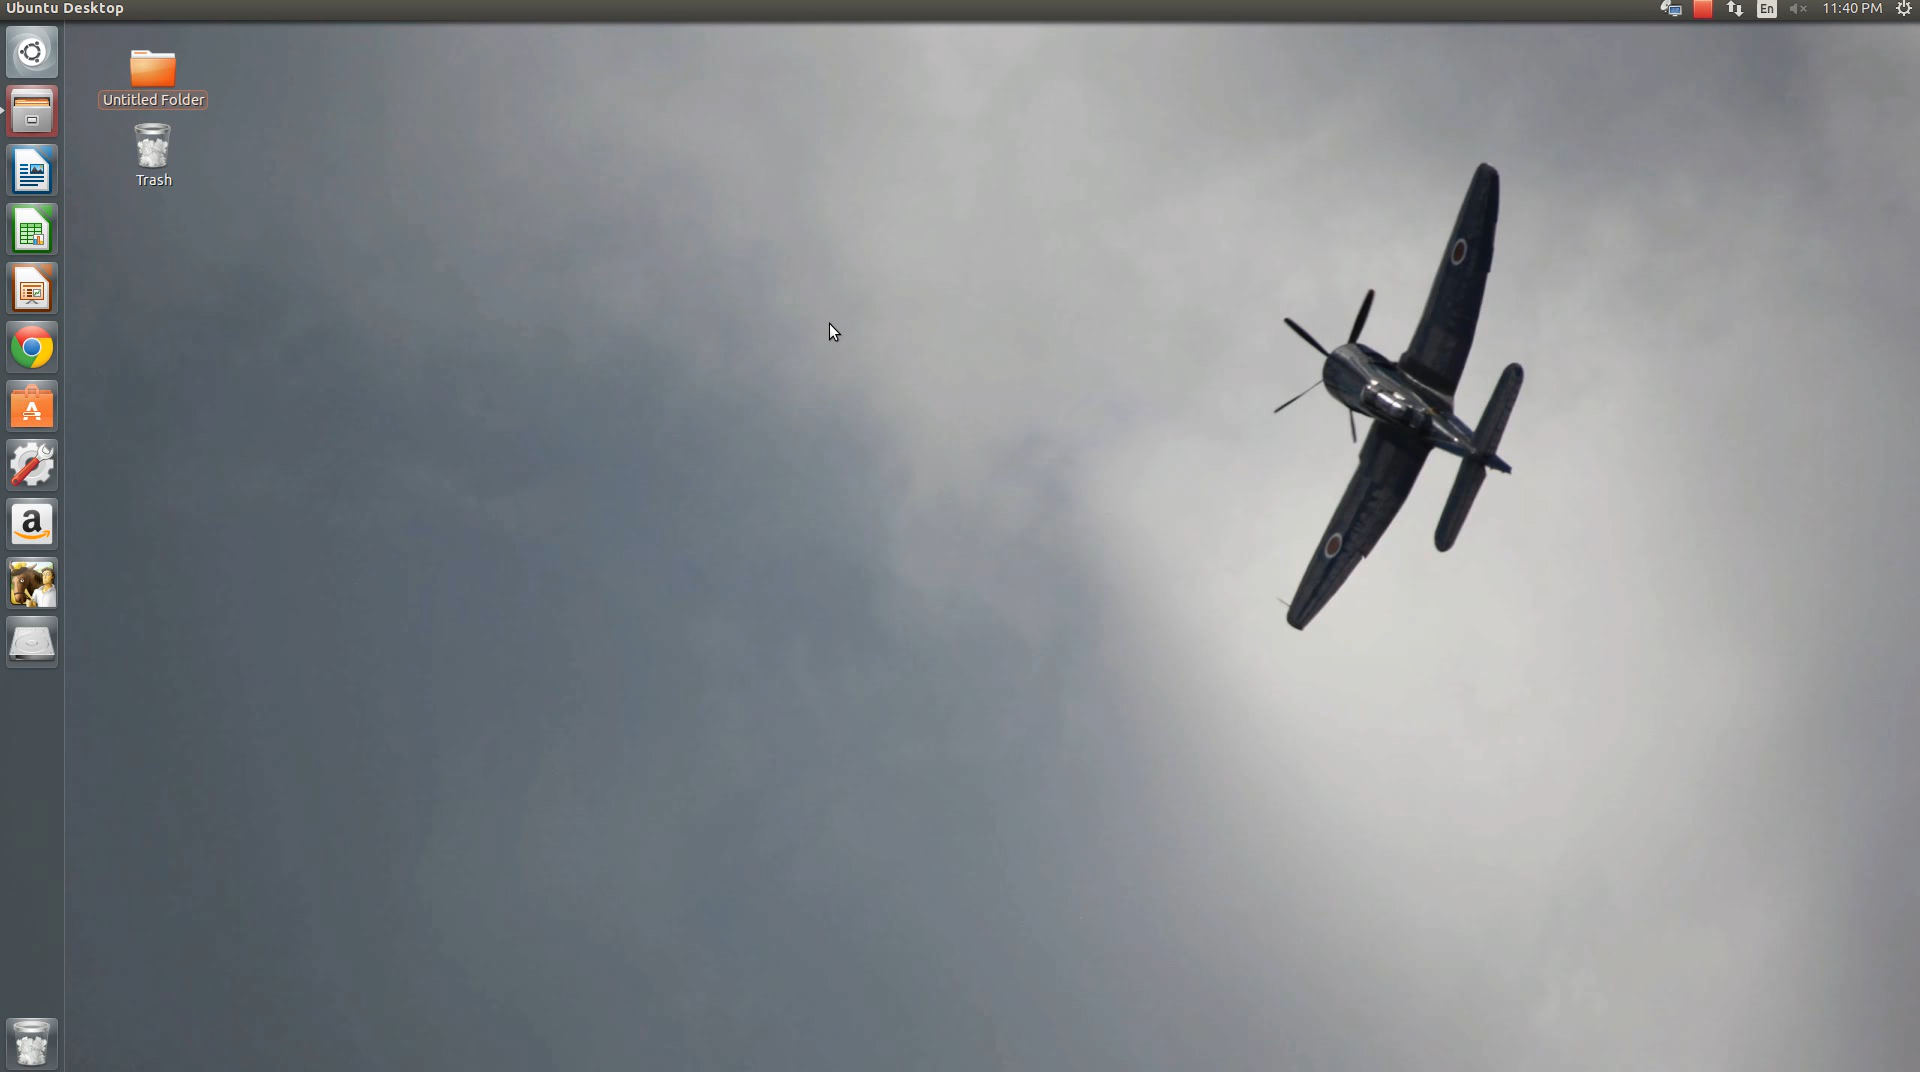 Ubuntu Desktop
En
11:40 PM
Untitled Folder
Trash
A
a